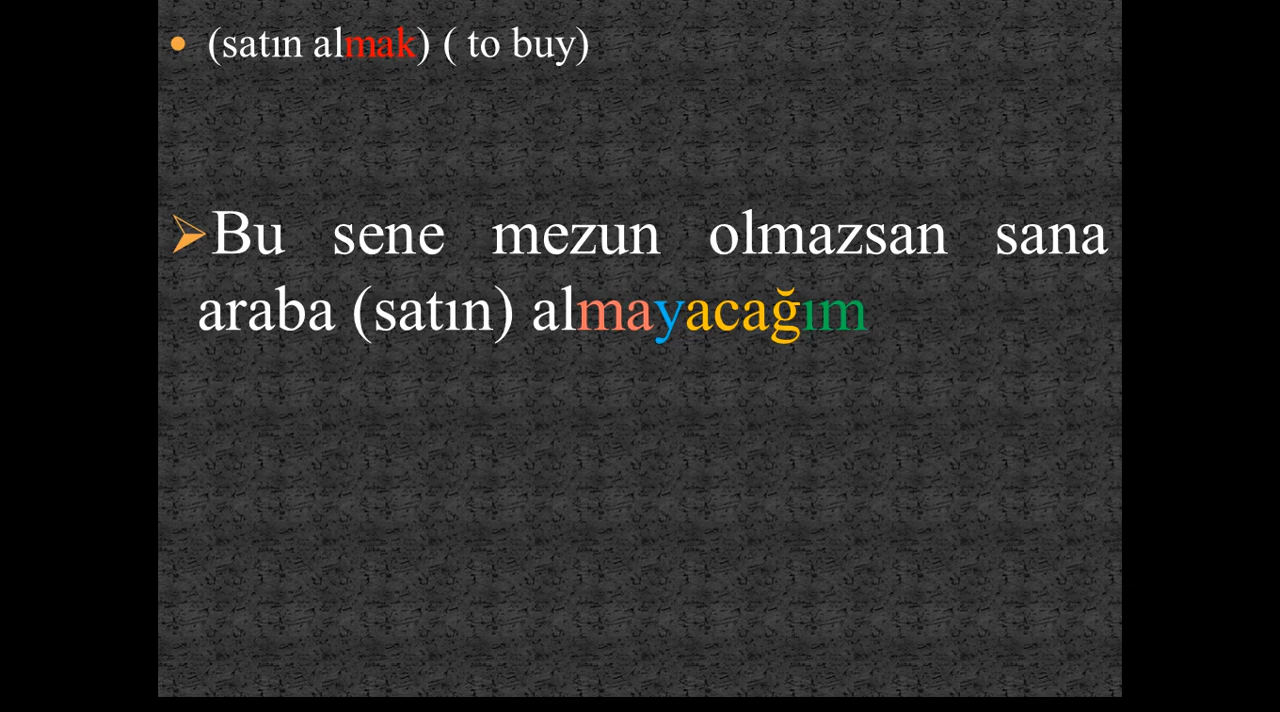 • (satın almak) ( to buy)
➢Bu sene mezun olmazsan sana
araba (satın) almayacağım